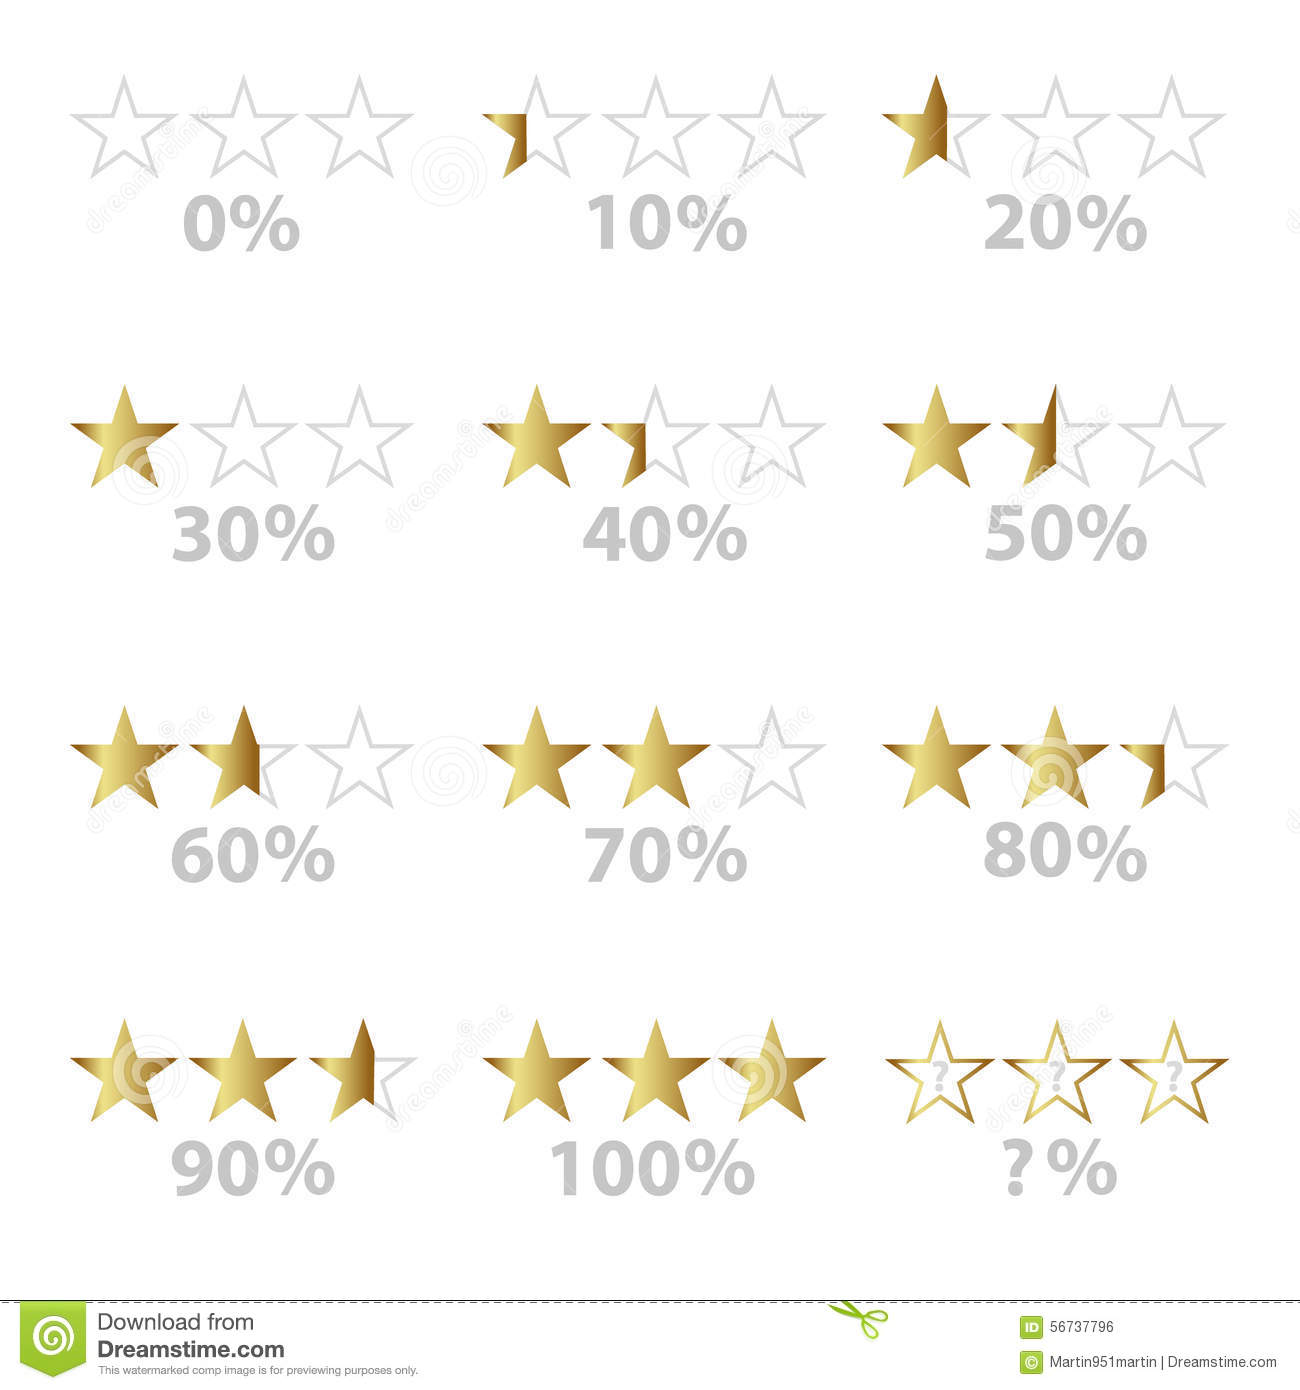 0% 10% 20%
30% 40% 50%
60% 70% 80%
? ? ?
90% 100% ?%
Download from
Dreamstime.com
This watermarked comp image is for previewing purposes only.
ID 56737796
© Martin951martin | Dreamstime.com